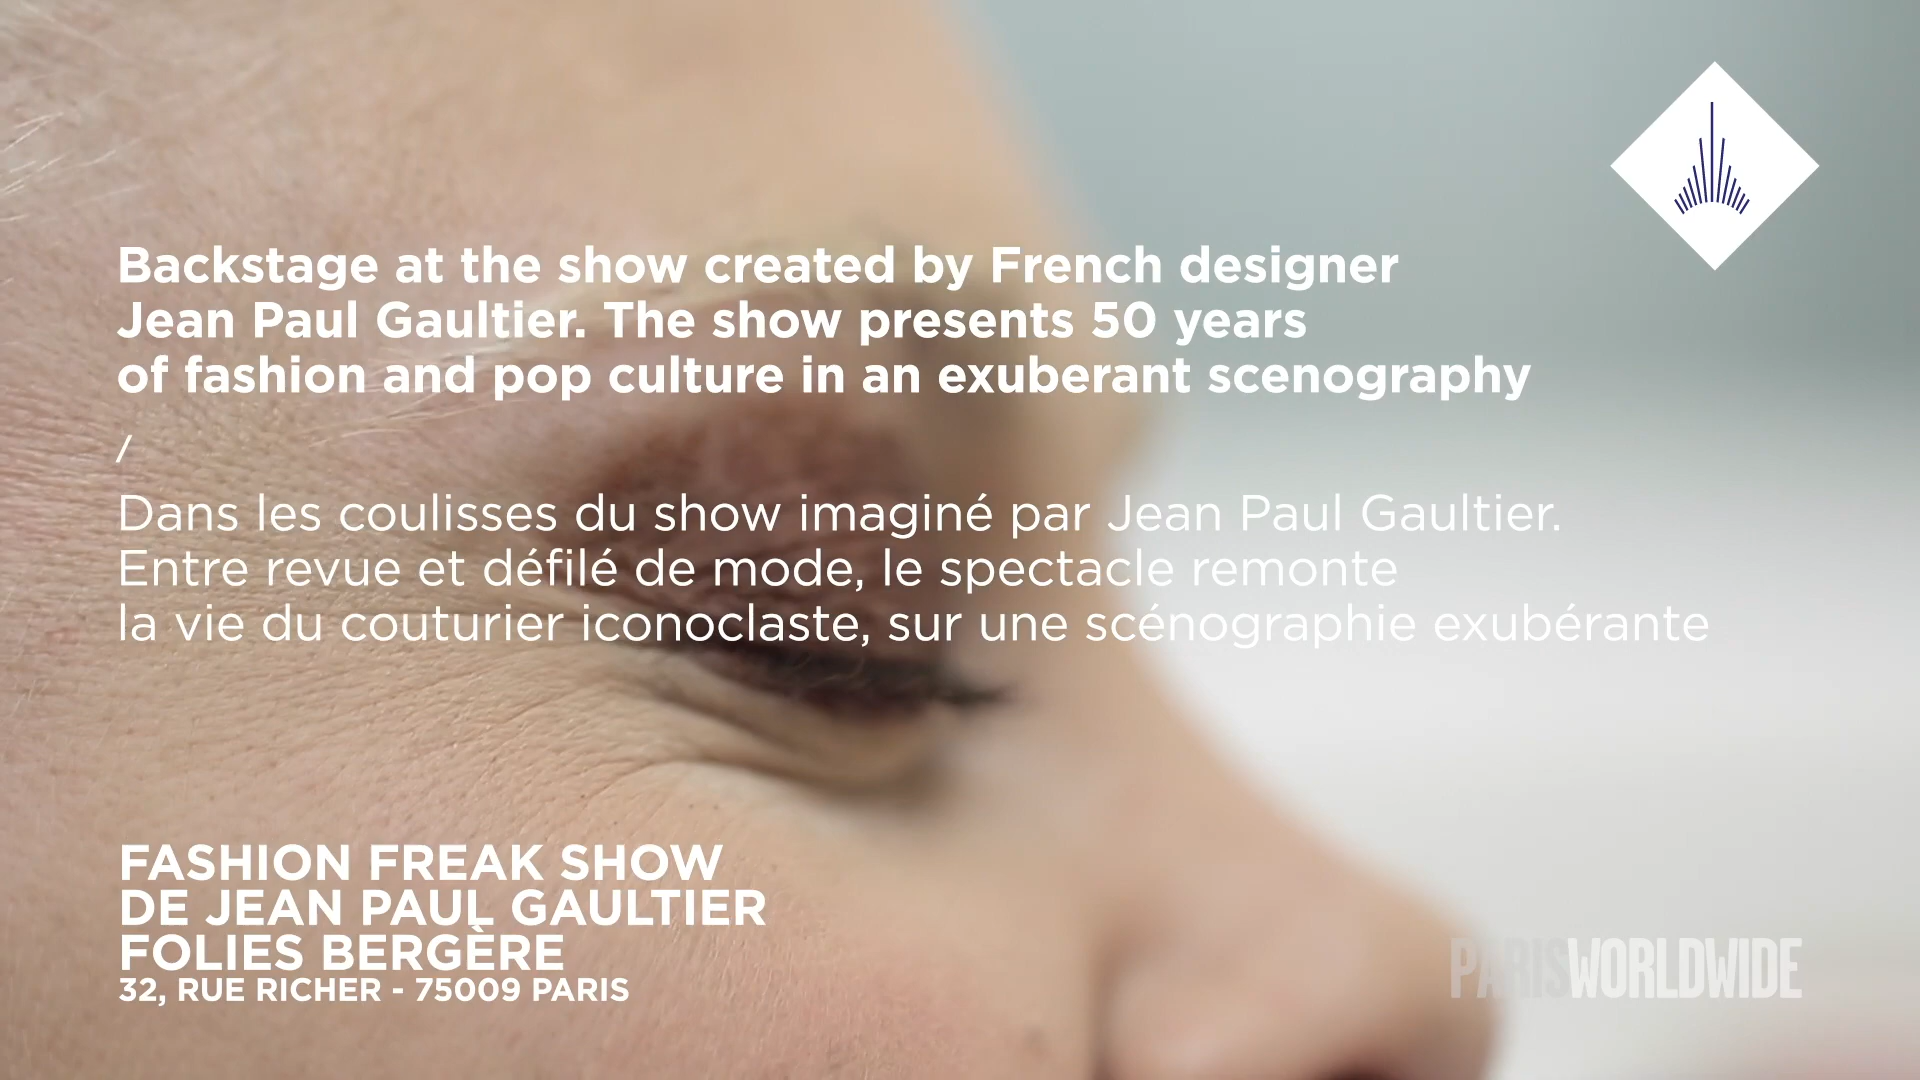 Backstage at the show created by French designer
Jean Paul Gaultier. The show presents 50 years
of fashion and pop culture in an exuberant scenography
/
Dans les coulisses du show imaginé par Jean Paul Gaultier.
Entre revue et défilé de mode, le spectacle remonte
la vie du couturier iconoclaste, sur une scénographie exubérante
FASHION FREAK SHOW
DE JEAN PAUL GAULTIER
FOLIES BERGÈRE
32, RUE RICHER - 75009 PARIS
PARISWORLDWIDE